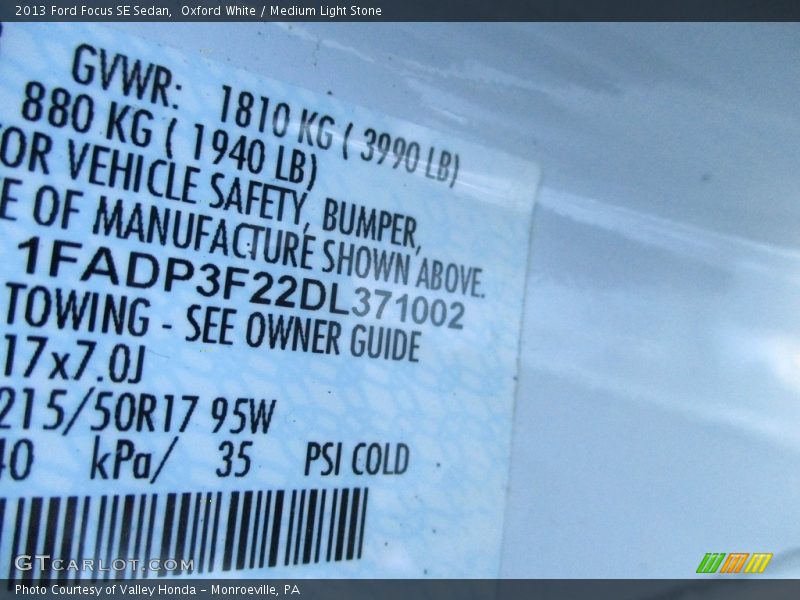 2013 Ford Focus SE Sedan, Oxford White / Medium Light Stone
GVWR: 1810 KG ( 3990 LB)
880 KG ( 1940 LB)
OR VEHICLE SAFETY, BUMPER,
E OF MANUFACTURE SHOWN ABOVE.
1FADP3F22DL371002
TOWING - SEE OWNER GUIDE
17x7.0J
215/50R17 95W
40 kPa/ 35 PSI COLD
GTCARLOT.COM
Photo Courtesy of Valley Honda - Monroeville, PA